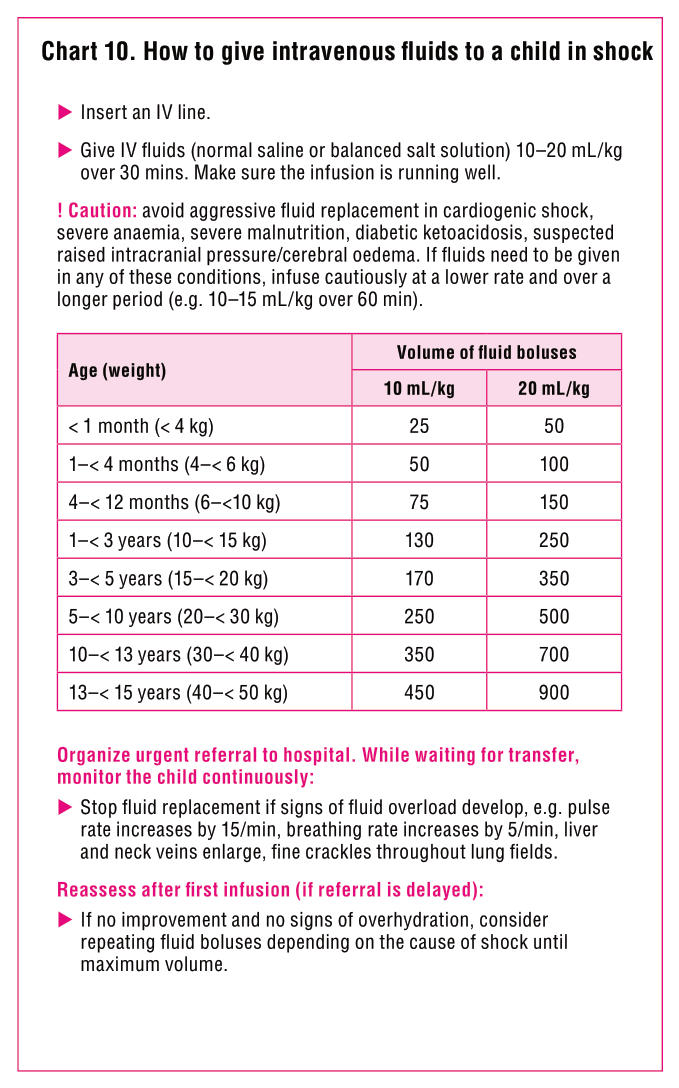 Chart 10. How to give intravenous fluids to a child in shock
▶ Insert an IV line.
▶ Give IV fluids (normal saline or balanced salt solution) 10–20 mL/kg
over 30 mins. Make sure the infusion is running well.
! Caution: avoid aggressive fluid replacement in cardiogenic shock,
severe anaemia, severe malnutrition, diabetic ketoacidosis, suspected
raised intracranial pressure/cerebral oedema. If fluids need to be given
in any of these conditions, infuse cautiously at a lower rate and over a
longer period (e.g. 10–15 mL/kg over 60 min).
Age (weight) Volume of fluid boluses
10 mL/kg 20 mL/kg
< 1 month (< 4 kg) 25 50
1–< 4 months (4–< 6 kg) 50 100
4–< 12 months (6–<10 kg) 75 150
1–< 3 years (10–< 15 kg) 130 250
3–< 5 years (15–< 20 kg) 170 350
5–< 10 years (20–< 30 kg) 250 500
10–< 13 years (30–< 40 kg) 350 700
13–< 15 years (40–< 50 kg) 450 900
Organize urgent referral to hospital. While waiting for transfer,
monitor the child continuously:
▶ Stop fluid replacement if signs of fluid overload develop, e.g. pulse
rate increases by 15/min, breathing rate increases by 5/min, liver
and neck veins enlarge, fine crackles throughout lung fields.
Reassess after first infusion (if referral is delayed):
▶ If no improvement and no signs of overhydration, consider
repeating fluid boluses depending on the cause of shock until
maximum volume.